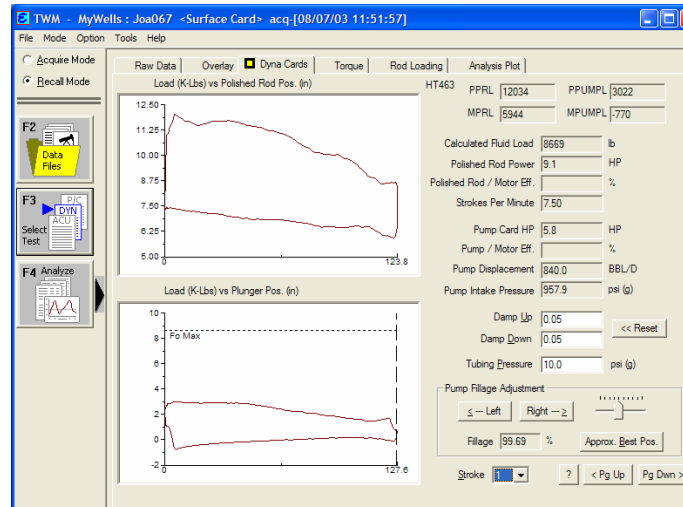 TWM - MyWells : Joa067 <Surface Card> acq-[08/07/03 11:51:57]
File Mode Option Tools Help
Acquire Mode
Recall Mode
F2
Data
Files
F3
P/C
DYN
ACU
Select
Test
F4 Analyze
Raw Data Overlay Dyna Cards Torque Rod Loading Analysis Plot
Load (K-Lbs) vs Polished Rod Pos. (in)
12.50
11.25
10.00
8.75
7.50
6.25
5.00
0 123.8
Load (K-Lbs) vs Plunger Pos. (in)
10
8
Fo Max
6
4
2
0
-2
0 127.6
HT463 PPRL 12034 PPUMPL 3022
MPRL 5944 MPUMPL -770
Calculated Fluid Load 8669 lb
Polished Rod Power 9.1 HP
Polished Rod / Motor Eff. %
Strokes Per Minute 7.50
Pump Card HP 5.8 HP
Pump / Motor Eff. %
Pump Displacement 840.0 BBL/D
Pump Intake Pressure 957.9 psi (g)
Damp Up 0.05
<< Reset
Damp Down 0.05
Tubing Pressure 10.0 psi (g)
Pump Fillage Adjustment
< -- Left Right -- >
Fillage 99.69 % Approx. Best Pos.
Stroke 1 ? < Pg Up Pg Dwn >